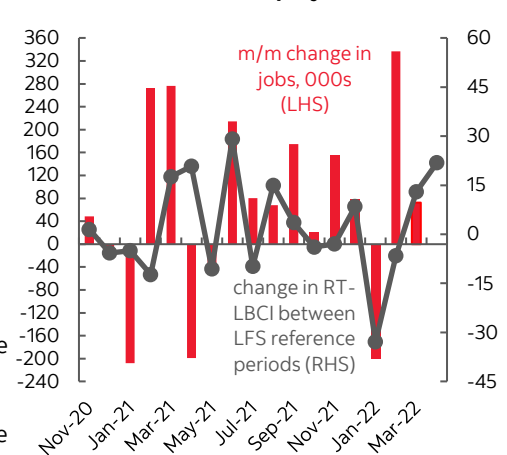 360
320
280
240
200
160
120
80
40
0
-40
-80
-120
-160
-200
-240
60
45
30
15
0
-15
-30
-45
m/m change in
jobs, 000s
(LHS)
change in RT-
LBCI between
LFS reference
periods (RHS)
e
e
Nov-20
Jan-21
Mar-21
May-21
Jul-21
Sep-21
Nov-21
Jan-22
Mar-22